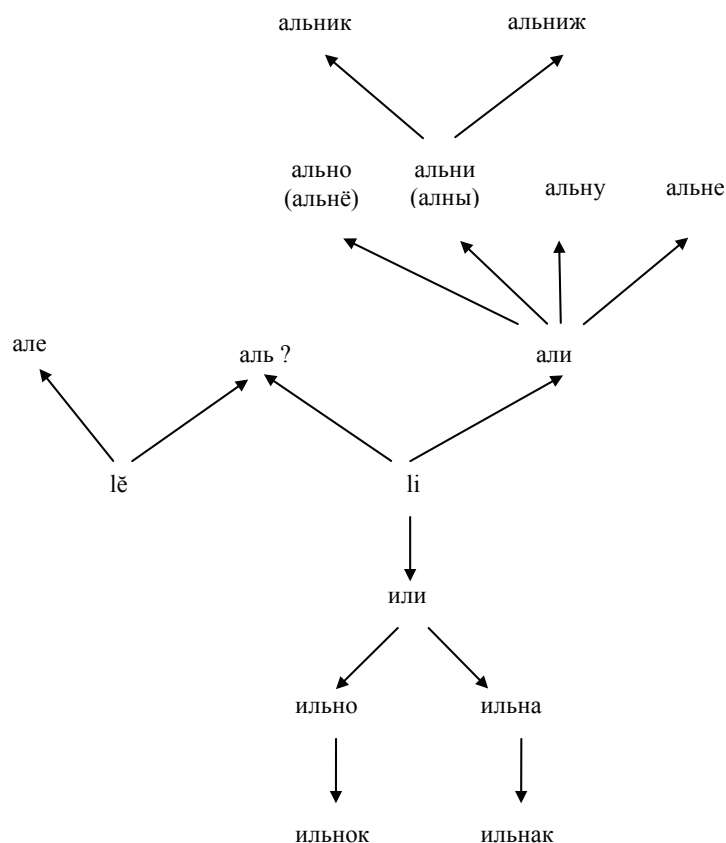 альник альниж
ально альни
(альнё) (алны) альну альне
але аль ? али
lě li
или
ильно ильна
ильнок ильнак